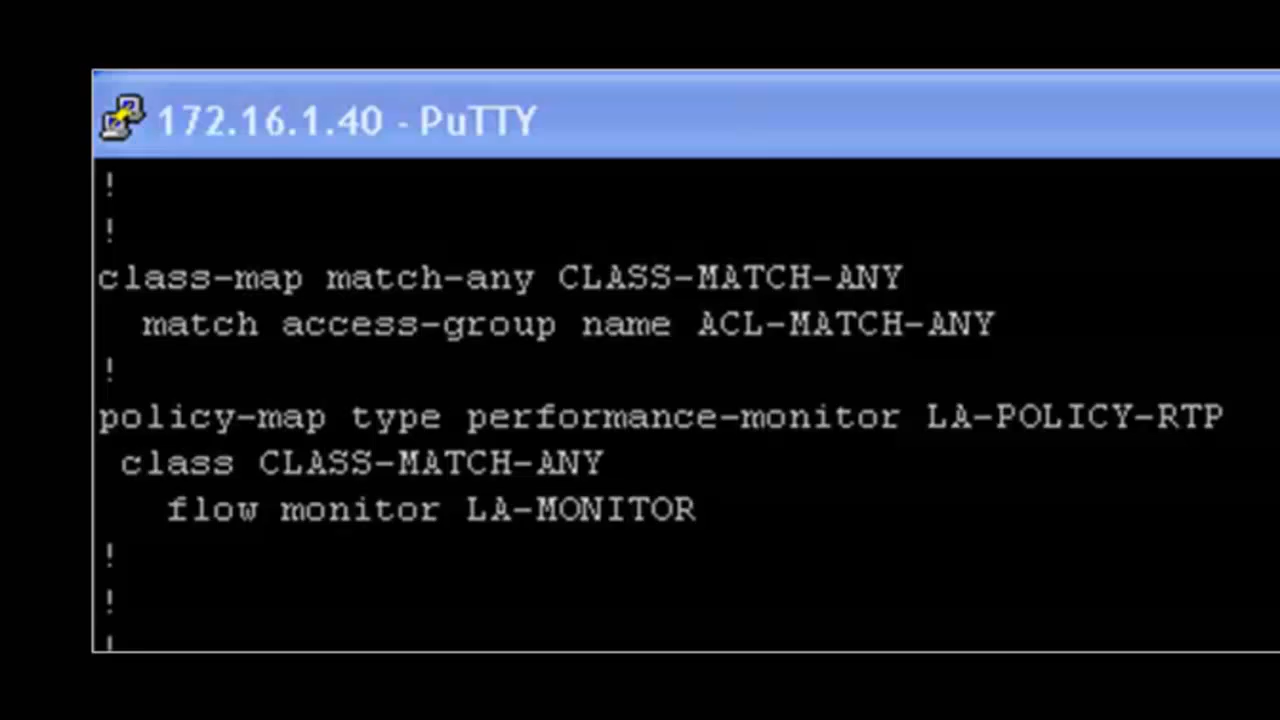 172.16.1.40 - PuTTY
!
!
class-map match-any CLASS-MATCH-ANY
match access-group name ACL-MATCH-ANY
!
policy-map type performance-monitor LA-POLICY-RTP
class CLASS-MATCH-ANY
flow monitor LA-MONITOR
!
!
!